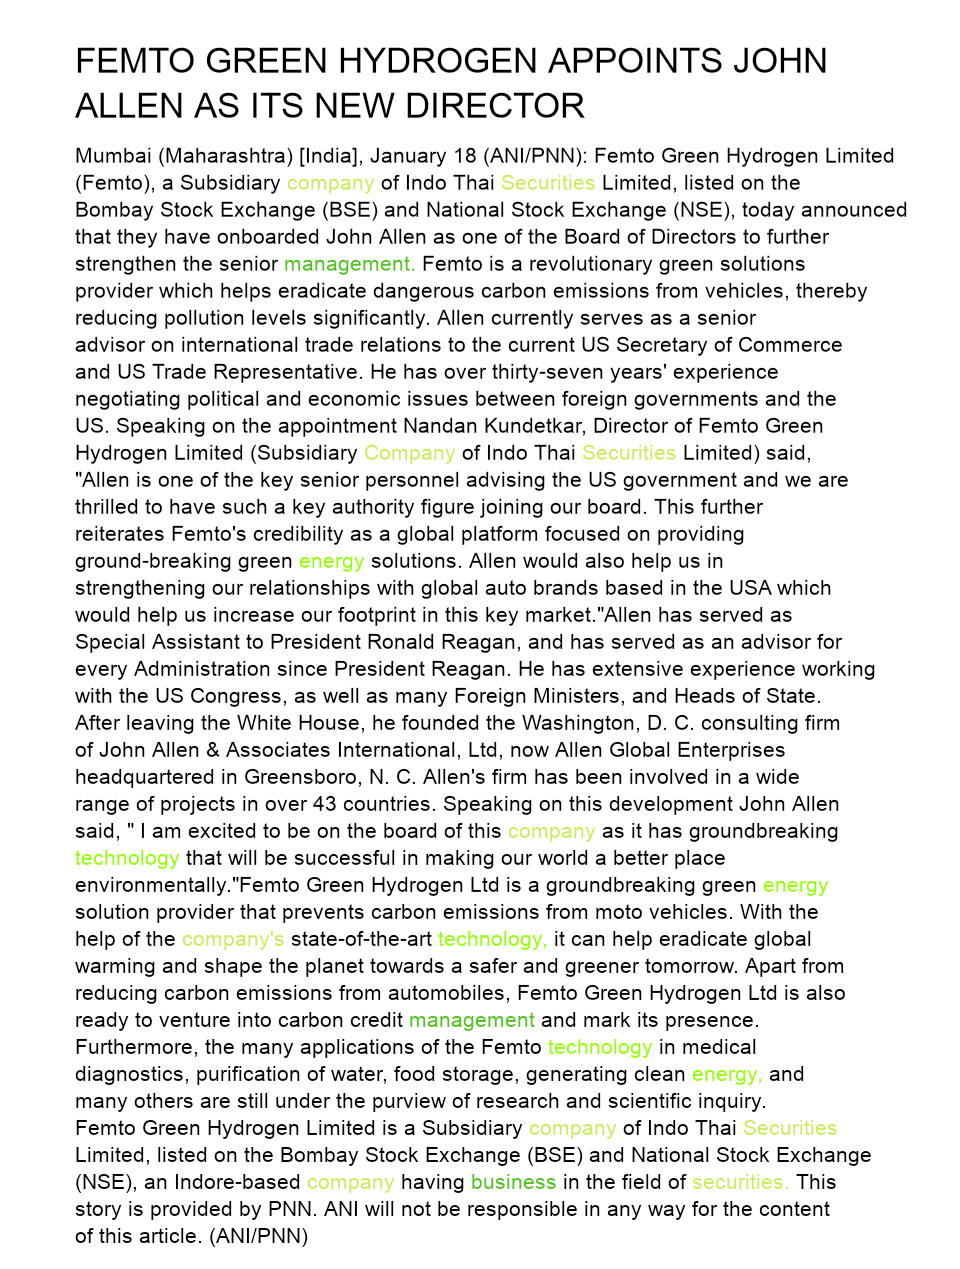 FEMTO GREEN HYDROGEN APPOINTS JOHN
ALLEN AS ITS NEW DIRECTOR
Mumbai (Maharashtra) [India], January 18 (ANI/PNN): Femto Green Hydrogen Limited
(Femto), a Subsidiary company of Indo Thai Securities Limited, listed on the
Bombay Stock Exchange (BSE) and National Stock Exchange (NSE), today announced
that they have onboarded John Allen as one of the Board of Directors to further
strengthen the senior management. Femto is a revolutionary green solutions
provider which helps eradicate dangerous carbon emissions from vehicles, thereby
reducing pollution levels significantly. Allen currently serves as a senior
advisor on international trade relations to the current US Secretary of Commerce
and US Trade Representative. He has over thirty-seven years' experience
negotiating political and economic issues between foreign governments and the
US. Speaking on the appointment Nandan Kundetkar, Director of Femto Green
Hydrogen Limited (Subsidiary Company of Indo Thai Securities Limited) said,
"Allen is one of the key senior personnel advising the US government and we are
thrilled to have such a key authority figure joining our board. This further
reiterates Femto's credibility as a global platform focused on providing
ground-breaking green energy solutions. Allen would also help us in
strengthening our relationships with global auto brands based in the USA which
would help us increase our footprint in this key market."Allen has served as
Special Assistant to President Ronald Reagan, and has served as an advisor for
every Administration since President Reagan. He has extensive experience working
with the US Congress, as well as many Foreign Ministers, and Heads of State.
After leaving the White House, he founded the Washington, D. C. consulting firm
of John Allen & Associates International, Ltd, now Allen Global Enterprises
headquartered in Greensboro, N. C. Allen's firm has been involved in a wide
range of projects in over 43 countries. Speaking on this development John Allen
said, " I am excited to be on the board of this company as it has groundbreaking
technology that will be successful in making our world a better place
environmentally."Femto Green Hydrogen Ltd is a groundbreaking green energy
solution provider that prevents carbon emissions from moto vehicles. With the
help of the company's state-of-the-art technology, it can help eradicate global
warming and shape the planet towards a safer and greener tomorrow. Apart from
reducing carbon emissions from automobiles, Femto Green Hydrogen Ltd is also
ready to venture into carbon credit management and mark its presence.
Furthermore, the many applications of the Femto technology in medical
diagnostics, purification of water, food storage, generating clean energy, and
many others are still under the purview of research and scientific inquiry.
Femto Green Hydrogen Limited is a Subsidiary company of Indo Thai Securities
Limited, listed on the Bombay Stock Exchange (BSE) and National Stock Exchange
(NSE), an Indore-based company having business in the field of securities. This
story is provided by PNN. ANI will not be responsible in any way for the content
of this article. (ANI/PNN)